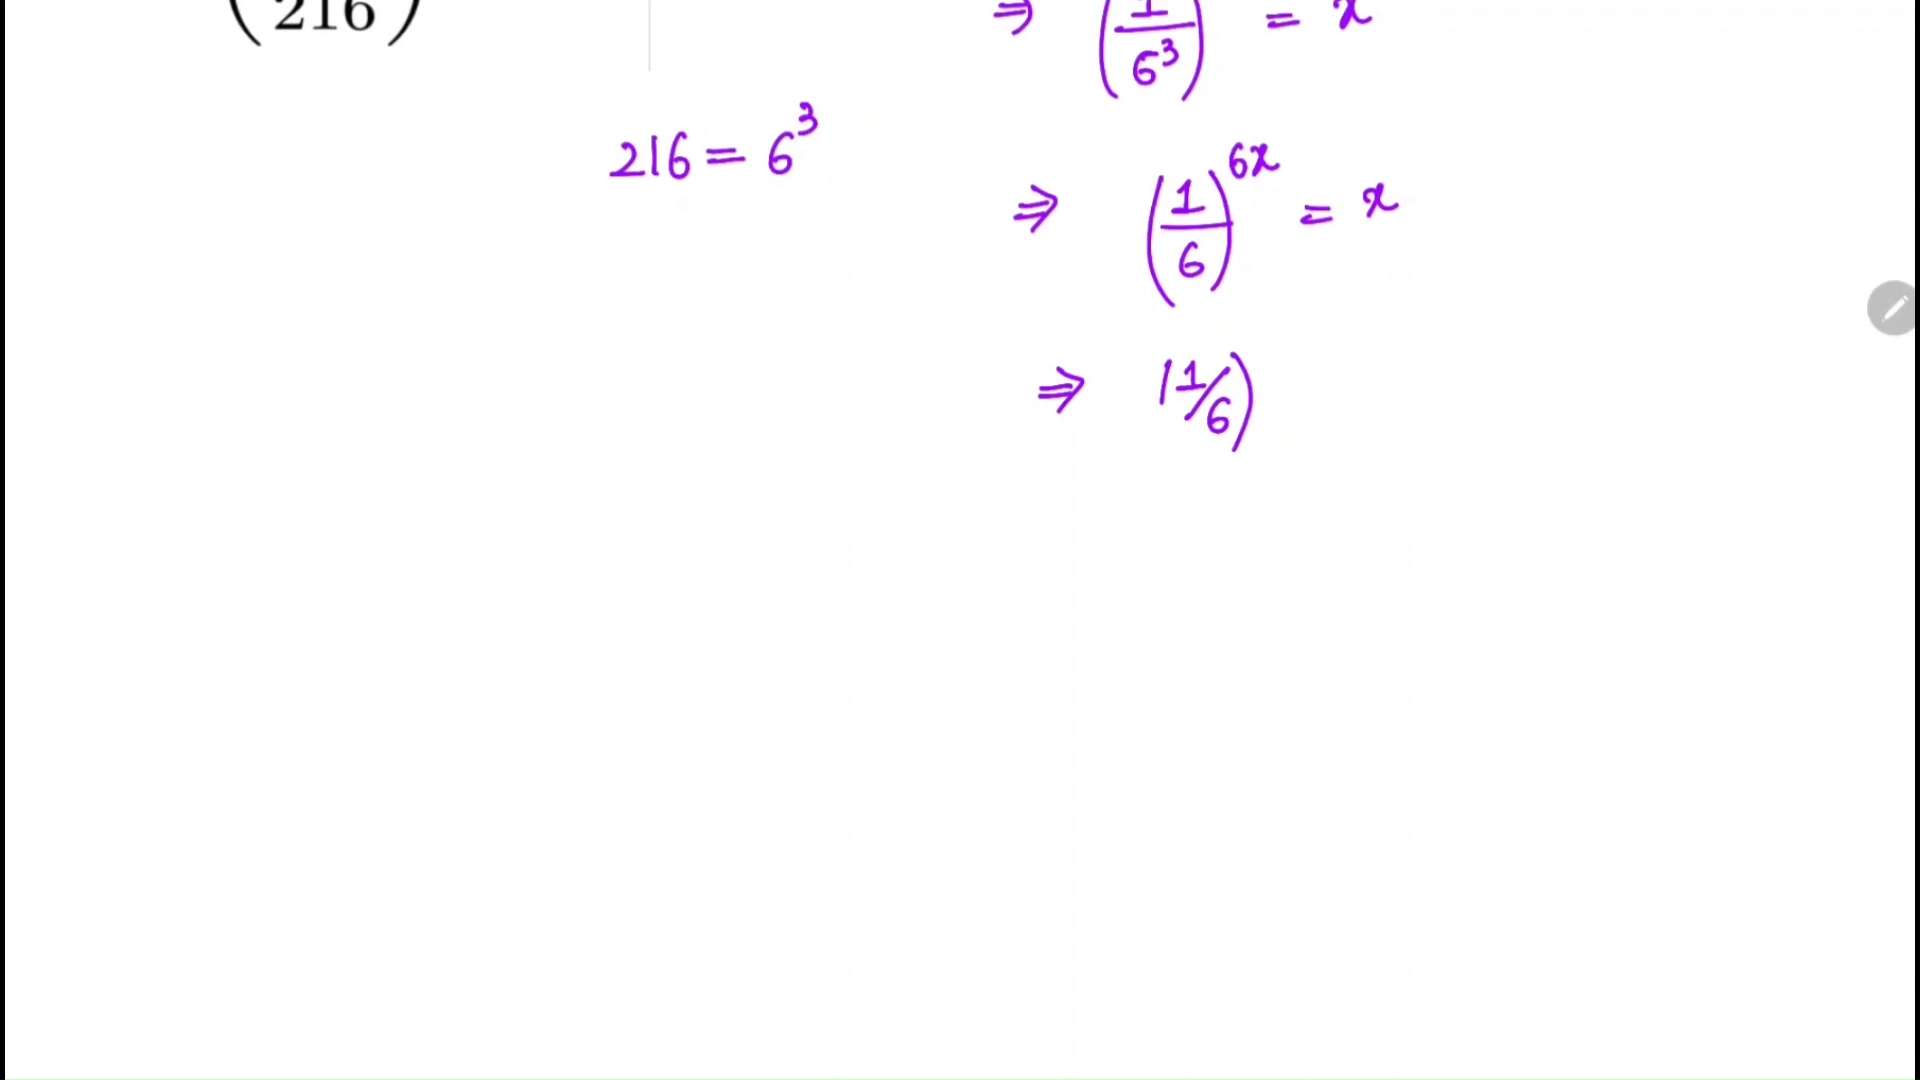 (216)
⇒ (1/6³) = x
216 = 6³
⇒ (1/6)^6x = x
⇒ (1/6)